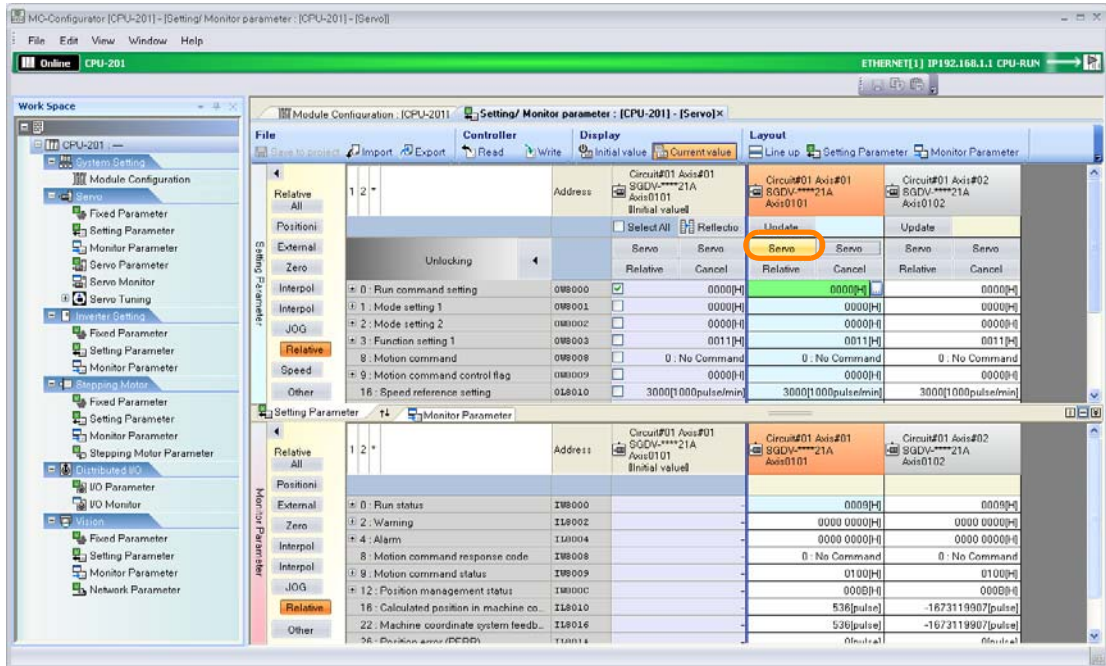 MC-Configurator [CPU-201] - [Setting/ Monitor parameter : [CPU-201] - [Servo]]
File Edit View Window Help
Online CPU-201 ETHERNET[1] IP192.168.1.1 CPU-RUN
Work Space
Module Configuration : [CPU-201] Setting/ Monitor parameter : [CPU-201] - [Servo]×
File Controller Display Layout
Save to project Import Export Read Write Initial value Current value Line up Setting Parameter Monitor Parameter
CPU-201 : —
System Setting
Module Configuration
Servo
Fixed Parameter
Setting Parameter
Monitor Parameter
Servo Parameter
Servo Monitor
Servo Tuning
Inverter Setting
Fixed Parameter
Setting Parameter
Monitor Parameter
Stepping Motor
Fixed Parameter
Setting Parameter
Monitor Parameter
Stepping Motor Parameter
Distributed I/O
I/O Parameter
I/O Monitor
Vision
Fixed Parameter
Setting Parameter
Monitor Parameter
Network Parameter
Setting Parameter
Relative
All
Positioni
External
Zero
Interpol
Interpol
JOG
Relative
Speed
Other
1 2 * Address
Circuit#01 Axis#01
SGDV-****21A
Axis0101
[Initial value]
Circuit#01 Axis#01
SGDV-****21A
Axis0101
Circuit#01 Axis#02
SGDV-****21A
Axis0102
Select All Reflectio Update Update
Unlocking
Servo Servo Servo Servo Servo Servo
Relative Cancel Relative Cancel Relative Cancel
0 : Run command setting OW8000 0000[H] 0000[H] 0000[H]
1 : Mode setting 1 OW8001 0000[H] 0000[H] 0000[H]
2 : Mode setting 2 OW8002 0000[H] 0000[H] 0000[H]
3 : Function setting 1 OW8003 0011[H] 0011[H] 0011[H]
8 : Motion command OW8008 0 : No Command 0 : No Command 0 : No Command
9 : Motion command control flag OW8009 0000[H] 0000[H] 0000[H]
16 : Speed reference setting OL8010 3000[1000pulse/min] 3000[1000pulse/min] 3000[1000pulse/min]
Setting Parameter Monitor Parameter
Monitor Parameter
Relative
All
Positioni
External
Zero
Interpol
Interpol
JOG
Relative
Other
1 2 * Address
Circuit#01 Axis#01
SGDV-****21A
Axis0101
[Initial value]
Circuit#01 Axis#01
SGDV-****21A
Axis0101
Circuit#01 Axis#02
SGDV-****21A
Axis0102
0 : Run status IW8000 - 0009[H] 0009[H]
2 : Warning IL8002 - 0000 0000[H] 0000 0000[H]
4 : Alarm IL8004 - 0000 0000[H] 0000 0000[H]
8 : Motion command response code IW8008 - 0 : No Command 0 : No Command
9 : Motion command status IW8009 - 0100[H] 0100[H]
12 : Position management status IW800C - 000B[H] 000B[H]
16 : Calculated position in machine co... IL8010 - 536[pulse] -1673119907[pulse]
22 : Machine coordinate system feedb... IL8016 - 536[pulse] -1673119907[pulse]
26 : Position error (PERR) 0[pulse] 0[pulse]